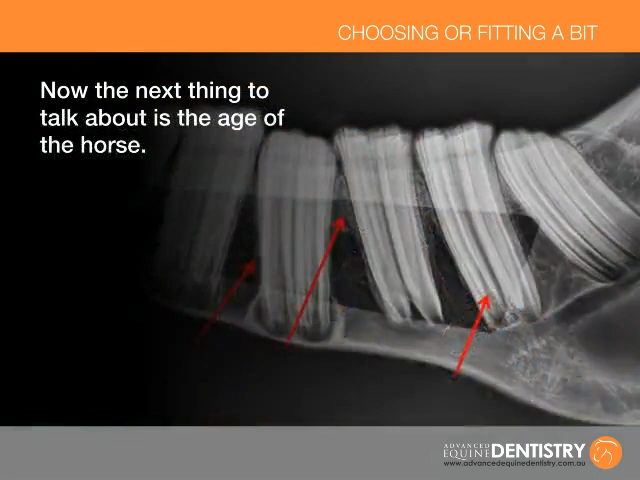 CHOOSING OR FITTING A BIT
Now the next thing to
talk about is the age of
the horse.
ADVANCED
EQUINE DENTISTRY
www.advancedequinedentistry.com.au